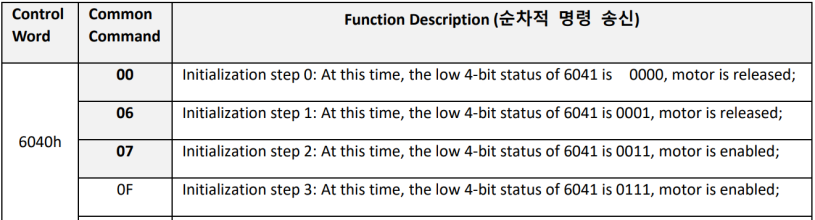 Control Word
Common Command
Function Description (순차적 명령 송신)
6040h
00
Initialization step 0: At this time, the low 4-bit status of 6041 is 0000, motor is released;
06
Initialization step 1: At this time, the low 4-bit status of 6041 is 0001, motor is released;
07
Initialization step 2: At this time, the low 4-bit status of 6041 is 0011, motor is enabled;
0F
Initialization step 3: At this time, the low 4-bit status of 6041 is 0111, motor is enabled;